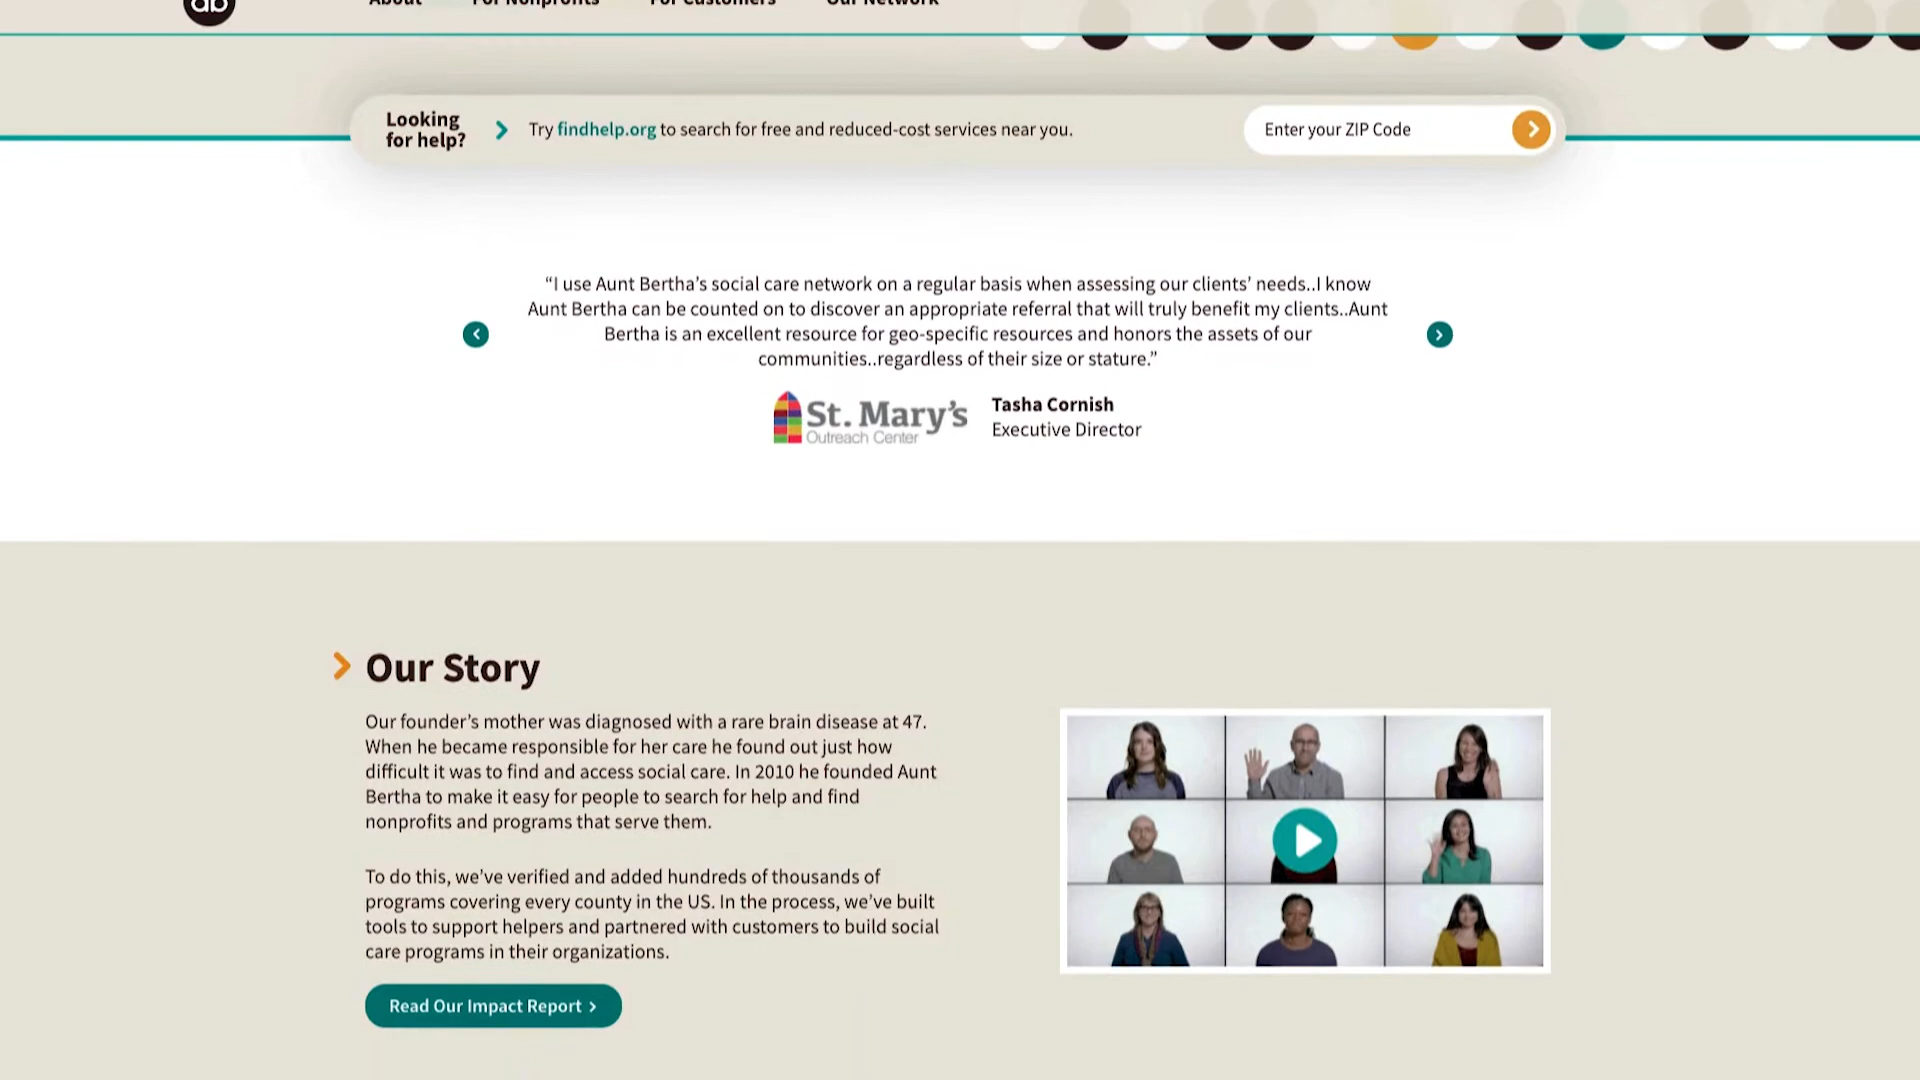 ab
About For Nonprofits For Customers Our Network
Looking
for help?
Try findhelp.org to search for free and reduced-cost services near you.
Enter your ZIP Code
“I use Aunt Bertha’s social care network on a regular basis when assessing our clients’ needs..I know
Aunt Bertha can be counted on to discover an appropriate referral that will truly benefit my clients..Aunt
Bertha is an excellent resource for geo-specific resources and honors the assets of our
communities..regardless of their size or stature.”
St. Mary’s
Outreach Center
Tasha Cornish
Executive Director
Our Story
Our founder’s mother was diagnosed with a rare brain disease at 47.
When he became responsible for her care he found out just how
difficult it was to find and access social care. In 2010 he founded Aunt
Bertha to make it easy for people to search for help and find
nonprofits and programs that serve them.
To do this, we’ve verified and added hundreds of thousands of
programs covering every county in the US. In the process, we’ve built
tools to support helpers and partnered with customers to build social
care programs in their organizations.
Read Our Impact Report